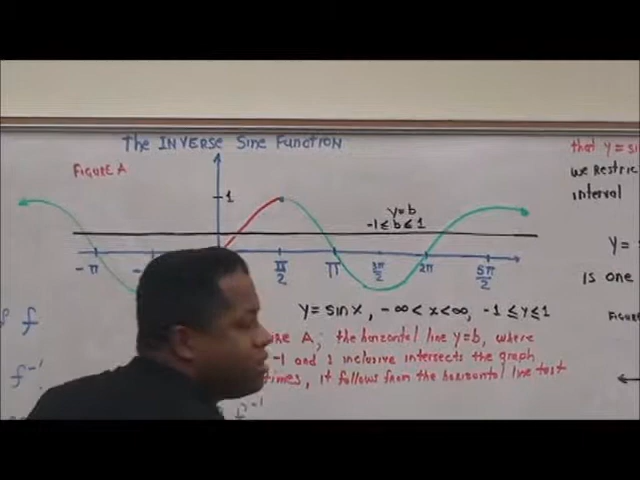 The INVERSE Sine Function
Figure A
1
y=b
-1≤b≤1
-π
π/2
π
3π/2
2π
5π/2
y=sinx, -∞<x<∞, -1≤y≤1
A; the horizontal line y=b, where
-1 and 1 inclusive intersects the graph
times, it follows from the horizontal line test
f
f⁻¹
that y = si
we Restric
interval
y =
is one
Figur